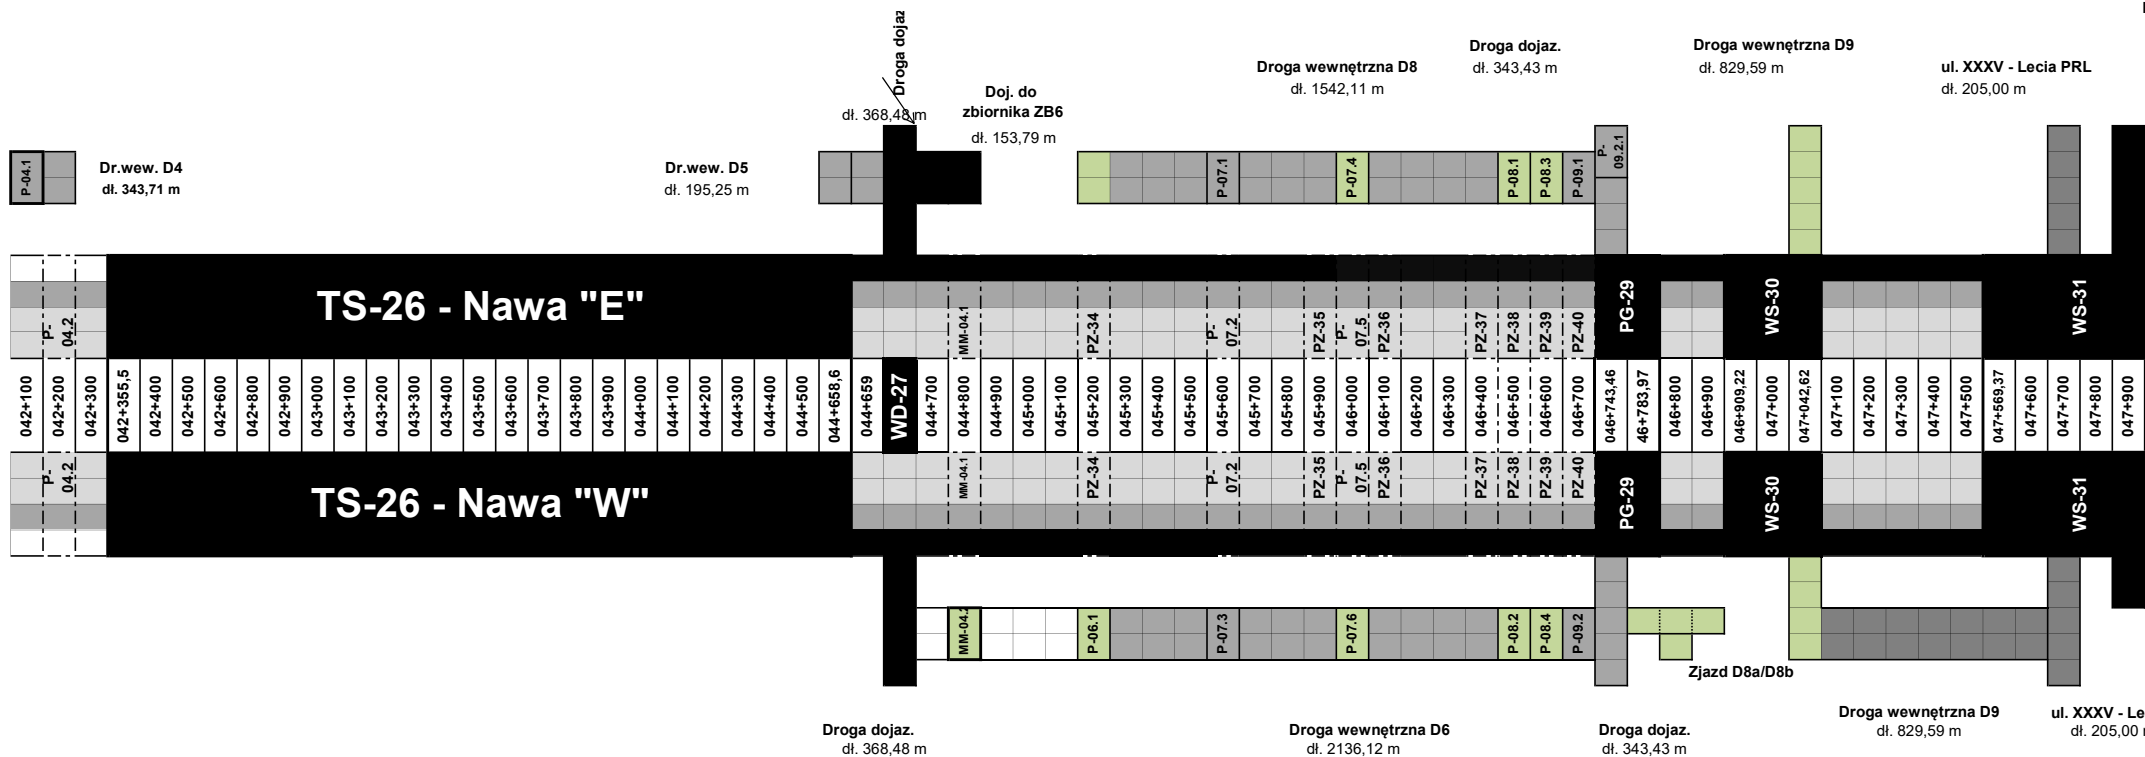 Droga dojaz
dł. 368,48 m
Doj. do
zbiornika ZB6
dł. 153,79 m
Droga wewnętrzna D8
dł. 1542,11 m
Droga dojaz.
dł. 343,43 m
Droga wewnętrzna D9
dł. 829,59 m
ul. XXXV - Lecia PRL
dł. 205,00 m
P-04.1
Dr.wew. D4
dł. 343,71 m
Dr.wew. D5
dł. 195,25 m
P-07.1
P-07.4
P-08.1
P-08.3
P-09.1
P-
09.2.1
P-
04.2
TS-26 - Nawa "E"
MM-04.1
PZ-34
P-
07.2
PZ-35
P-
07.5
PZ-36
PZ-37
PZ-38
PZ-39
PZ-40
PG-29
WS-30
WS-31
042+100
042+200
042+300
042+355,5
042+400
042+500
042+600
042+800
042+900
043+000
043+100
043+200
043+300
043+400
043+500
043+600
043+700
043+800
043+900
044+000
044+100
044+200
044+300
044+400
044+500
044+658,6
044+659
WD-27
044+700
044+800
044+900
045+000
045+100
045+200
045+300
045+400
045+500
045+600
045+700
045+800
045+900
046+000
046+100
046+200
046+300
046+400
046+500
046+600
046+700
046+743,46
46+783,97
046+800
046+900
046+909,22
047+000
047+042,62
047+100
047+200
047+300
047+400
047+500
047+569,37
047+600
047+700
047+800
047+900
P-
04.2
TS-26 - Nawa "W"
MM-04.1
PZ-34
P-
07.2
PZ-35
P-
07.5
PZ-36
PZ-37
PZ-38
PZ-39
PZ-40
PG-29
WS-30
WS-31
MM-04.2
P-06.1
P-07.3
P-07.6
P-08.2
P-08.4
P-09.2
Zjazd D8a/D8b
Droga dojaz.
dł. 368,48 m
Droga wewnętrzna D6
dł. 2136,12 m
Droga dojaz.
dł. 343,43 m
Droga wewnętrzna D9
dł. 829,59 m
ul. XXXV - Le
dł. 205,00